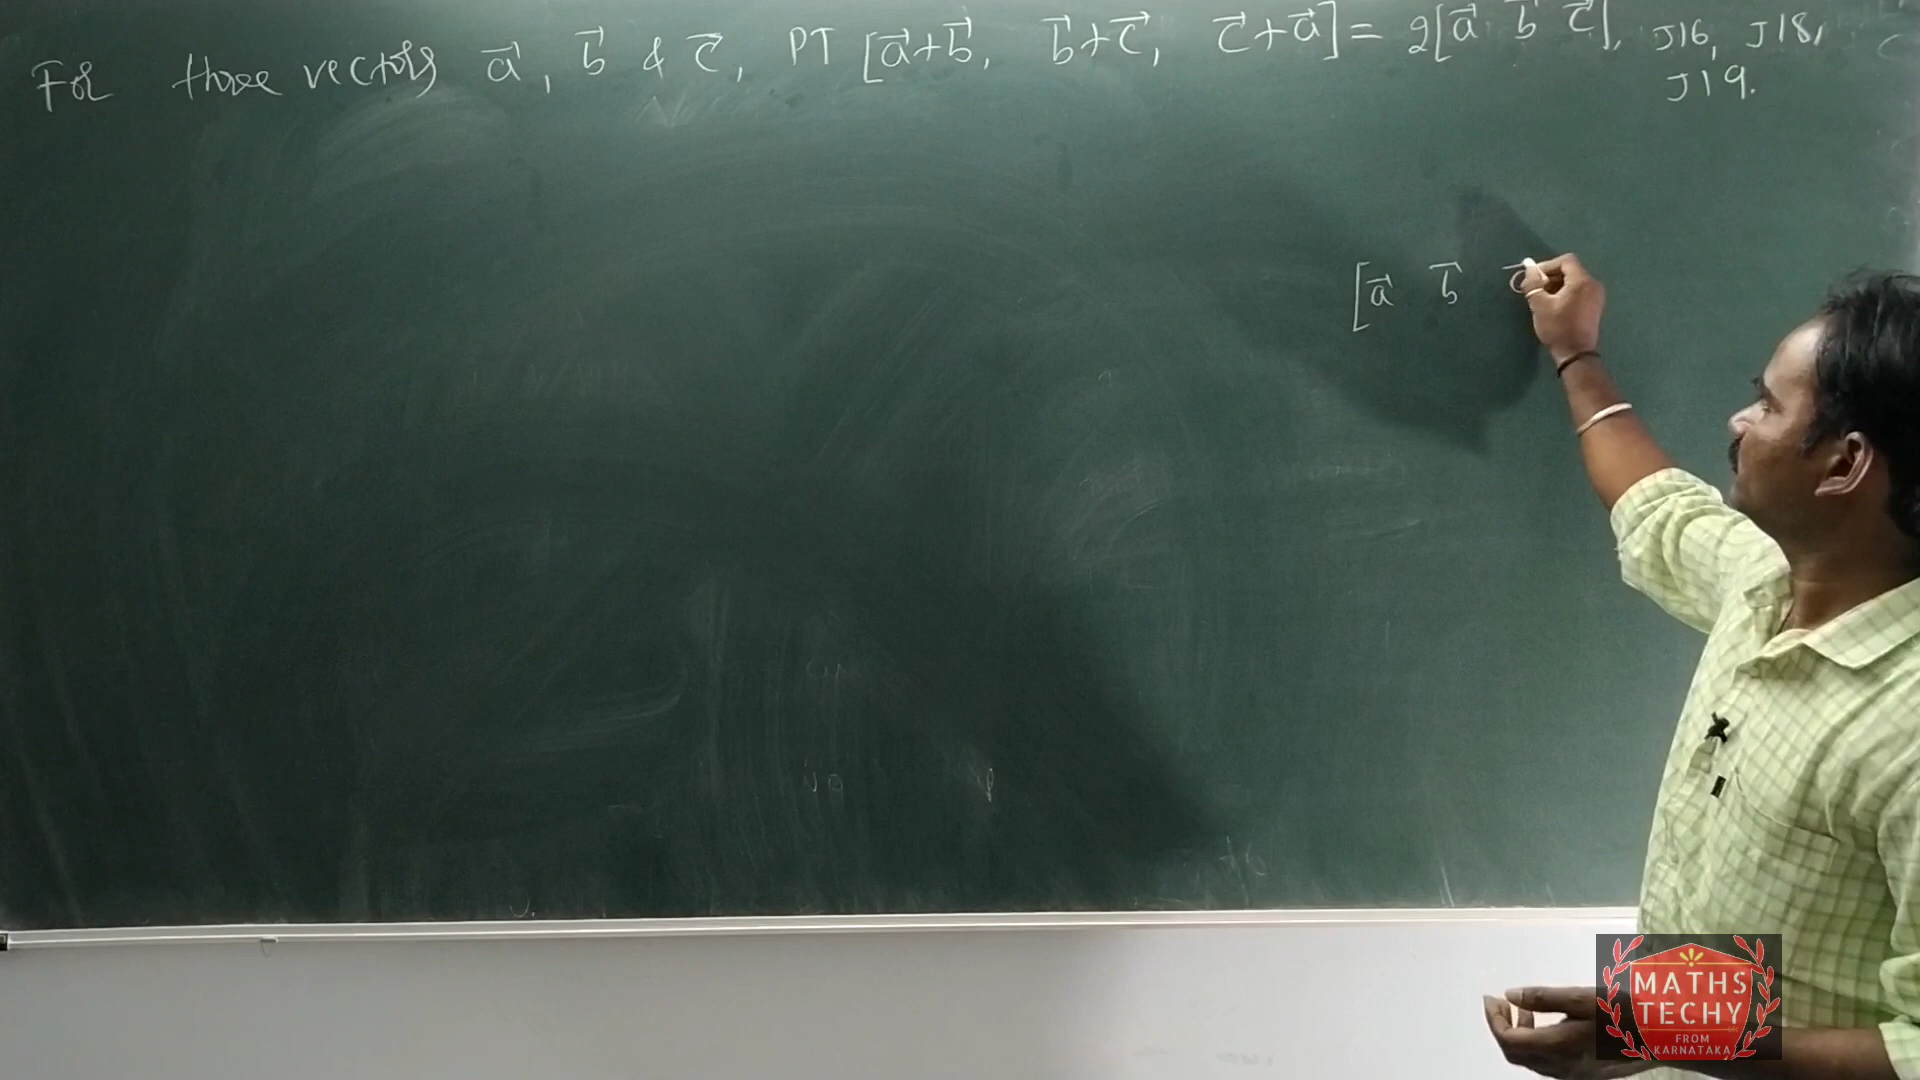 For three vectors a⃗, b⃗ & c⃗, PT [a⃗+b⃗, b⃗+c⃗, c⃗+a⃗] = 2[a⃗ b⃗ c⃗], J16, J18,
J19.
[a⃗ b⃗ c⃗
MATHS
TECHY
FROM
KARNATAKA